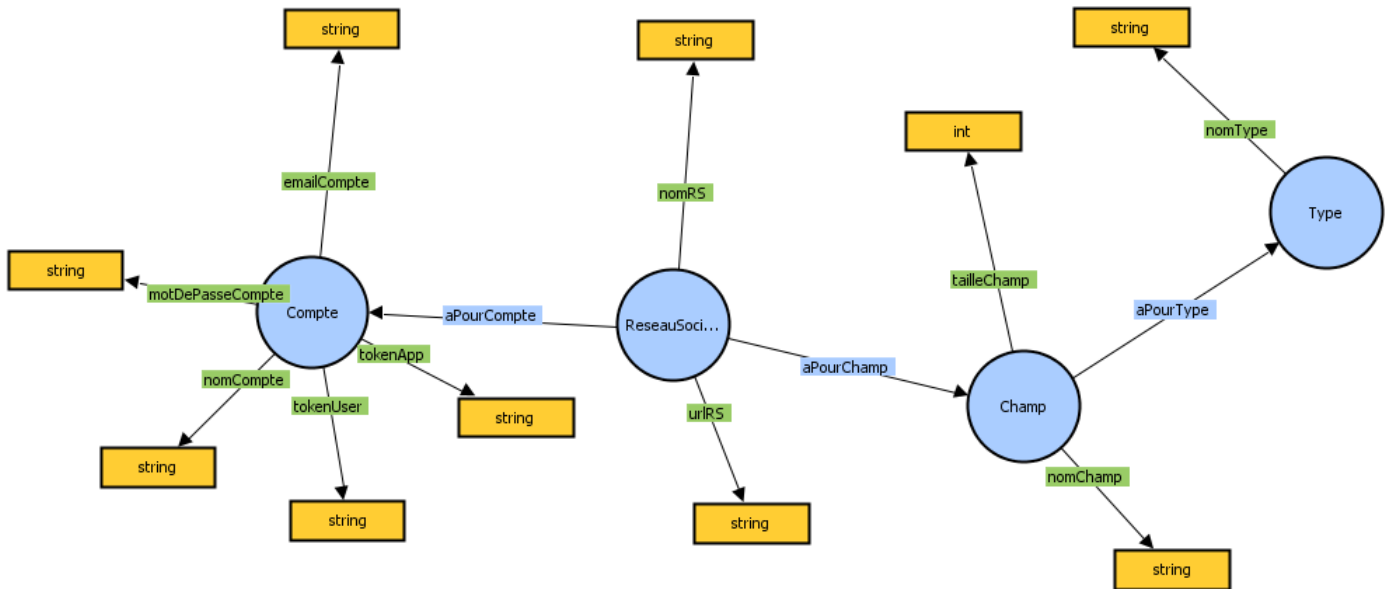 string
string
string
int
nomType
emailCompte
nomRS
Type
string
motDePasseCompte
tailleChamp
Compte
aPourCompte
ReseauSoci...
aPourType
tokenApp
aPourChamp
nomCompte
tokenUser
urlRS
Champ
string
string
nomChamp
string
string
string